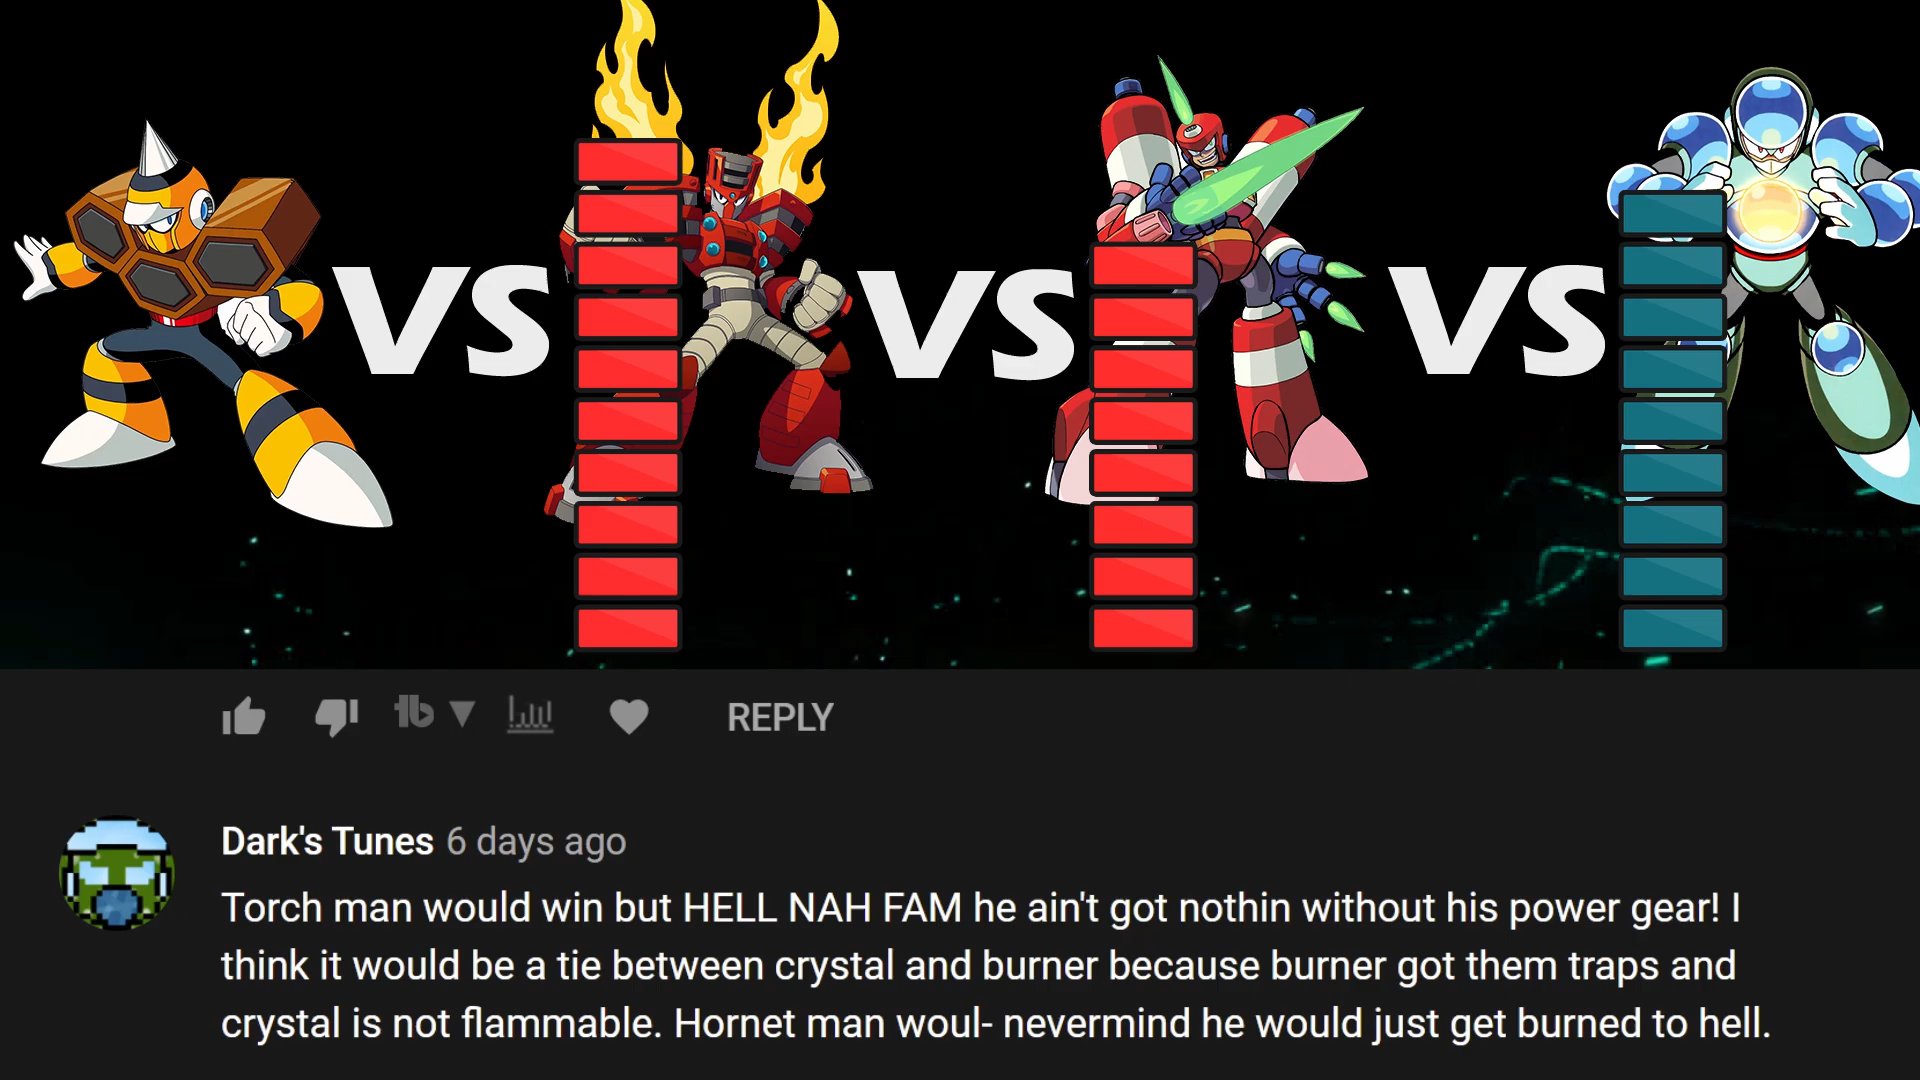 VS VS VS
REPLY
Dark's Tunes 6 days ago
Torch man would win but HELL NAH FAM he ain't got nothin without his power gear! I
think it would be a tie between crystal and burner because burner got them traps and
crystal is not flammable. Hornet man woul- nevermind he would just get burned to hell.